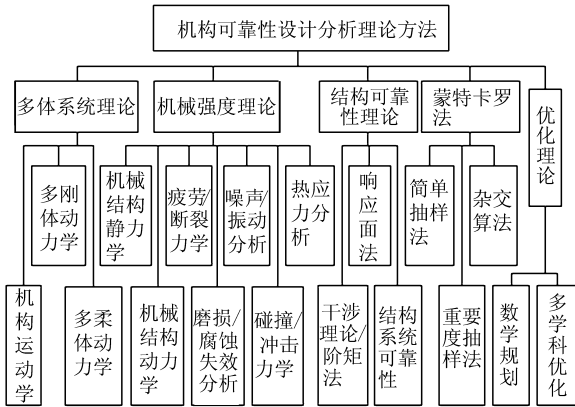 机构可靠性设计分析理论方法
多体系统理论
机械强度理论
结构可靠
性理论
蒙特卡罗
法
优
化
理
论
多刚
体动
力学
机械
结构
静力
学
疲劳/
断裂
力学
噪声/
振动
分析
热应
力分
析
响
应
面
法
简单
抽样
法
杂交
算法
机
构
运
动
学
多柔
体动
力学
机械
结构
动力
学
磨损/
腐蚀
失效
分析
碰撞/
冲击
力学
干涉
理论/
阶矩
法
结构
系统
可靠
性
重要
度抽
样法
数
学
规
划
多
学
科
优
化